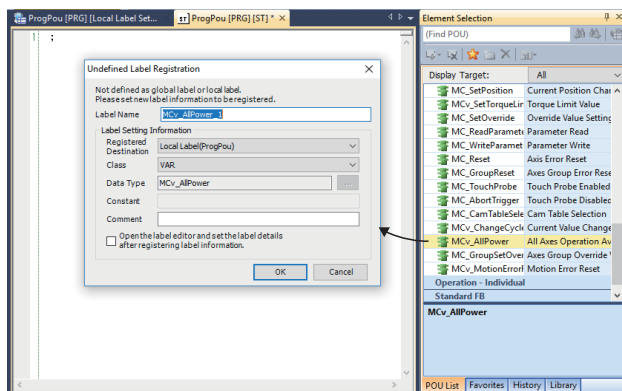 ProgPou [PRG] [Local Label Set...
ST ProgPou [PRG] [ST] * ×
1 ;
Undefined Label Registration
Not defined as global label or local label.
Please set new label information to be registered.
Label Name
MCv_AllPower_1
Label Setting Information
Registered Destination
Local Label(ProgPou)
Class
VAR
Data Type
MCv_AllPower
...
Constant
Comment
Open the label editor and set the label details
after registering label information.
OK
Cancel
Element Selection
(Find POU)
Display Target:
All
MC_SetPosition Current Position Chan
MCv_SetTorqueLir Torque Limit Value
MC_SetOverride Override Value Setting
MC_ReadParamete Parameter Read
MC_WriteParamet Parameter Write
MC_Reset Axis Error Reset
MC_GroupReset Axes Group Error Rese
MC_TouchProbe Touch Probe Enabled
MC_AbortTrigger Touch Probe Disabled
MC_CamTableSele Cam Table Selection
MCv_ChangeCycle Current Value Change
MCv_AllPower All Axes Operation Av
MC_GroupSetOver Axes Group Override
MCv_MotionErrorF Motion Error Reset
Operation - Individual
Standard FB
MCv_AllPower
POU List Favorites History Library